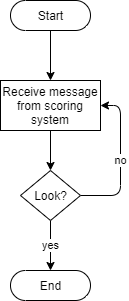 Start
Receive message
from scoring
system
no
Look?
yes
End